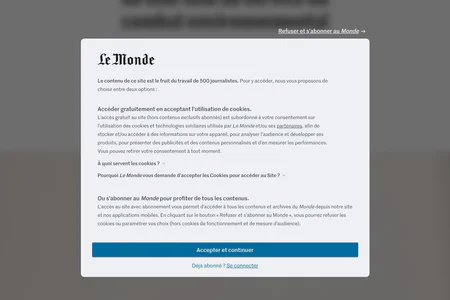 Refuser et s'abonner au Monde →
Le Monde
Le contenu de ce site est le fruit du travail de 500 journalistes. Pour y accéder, nous vous proposons de
choisir entre deux options :
Accéder gratuitement en acceptant l'utilisation de cookies.
L'accès gratuit au site (hors contenus exclusifs abonnés) est subordonné à votre consentement sur
l'utilisation des cookies et technologies similaires utilisés par Le Monde et/ou ses partenaires, afin de
stocker et/ou accéder à des informations sur votre appareil, pour analyser l'audience et développer ses
produits, pour présenter des publicités et des contenus personnalisés et d'en mesurer les performances.
Vous pouvez retirer votre consentement à tout moment.
À quoi servent les cookies ?
Pourquoi Le Monde vous demande d'accepter les Cookies pour accéder au Site ?
Ou s'abonner au Monde pour profiter de tous les contenus.
L'accès au site avec abonnement vous permet d'accéder à tous les contenus et archives du Monde depuis notre site
et nos applications mobiles. En cliquant sur le bouton « Refuser et s'abonner au Monde », vous pourrez refuser les
cookies ou paramétrer vos choix (hors cookies de fonctionnement et de mesure d'audience).
Accepter et continuer
Déjà abonné ? Se connecter